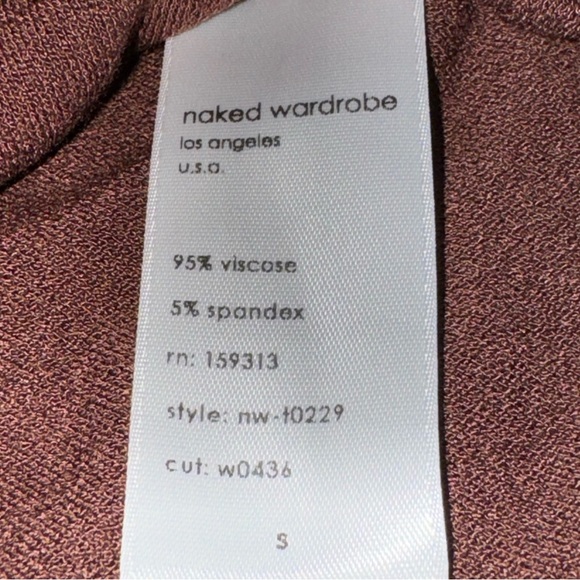 naked wardrobe
los angeles
u.s.a.
95% viscose
5% spandex
rn: 159313
style: nw-t0229
cut: w0436
s